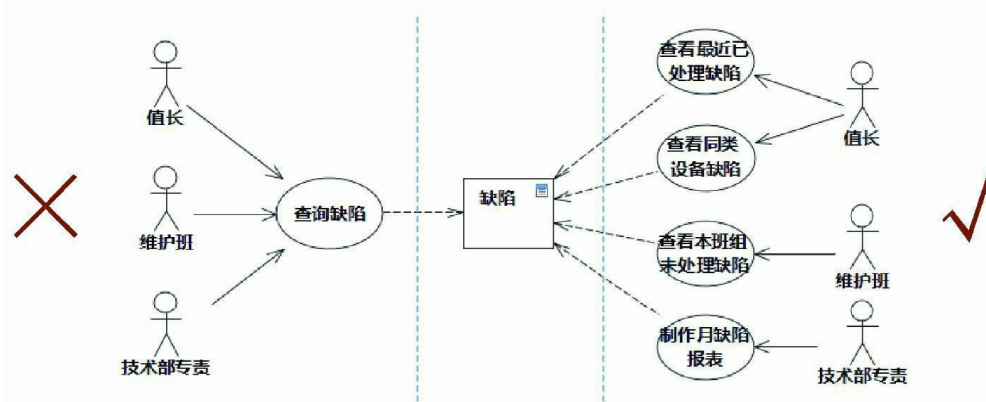 值长
维护班
技术部专责
查询缺陷
缺陷
查看最近已
处理缺陷
查看同类
设备缺陷
查看本班组
未处理缺陷
制作月缺陷
报表
值长
维护班
技术部专责